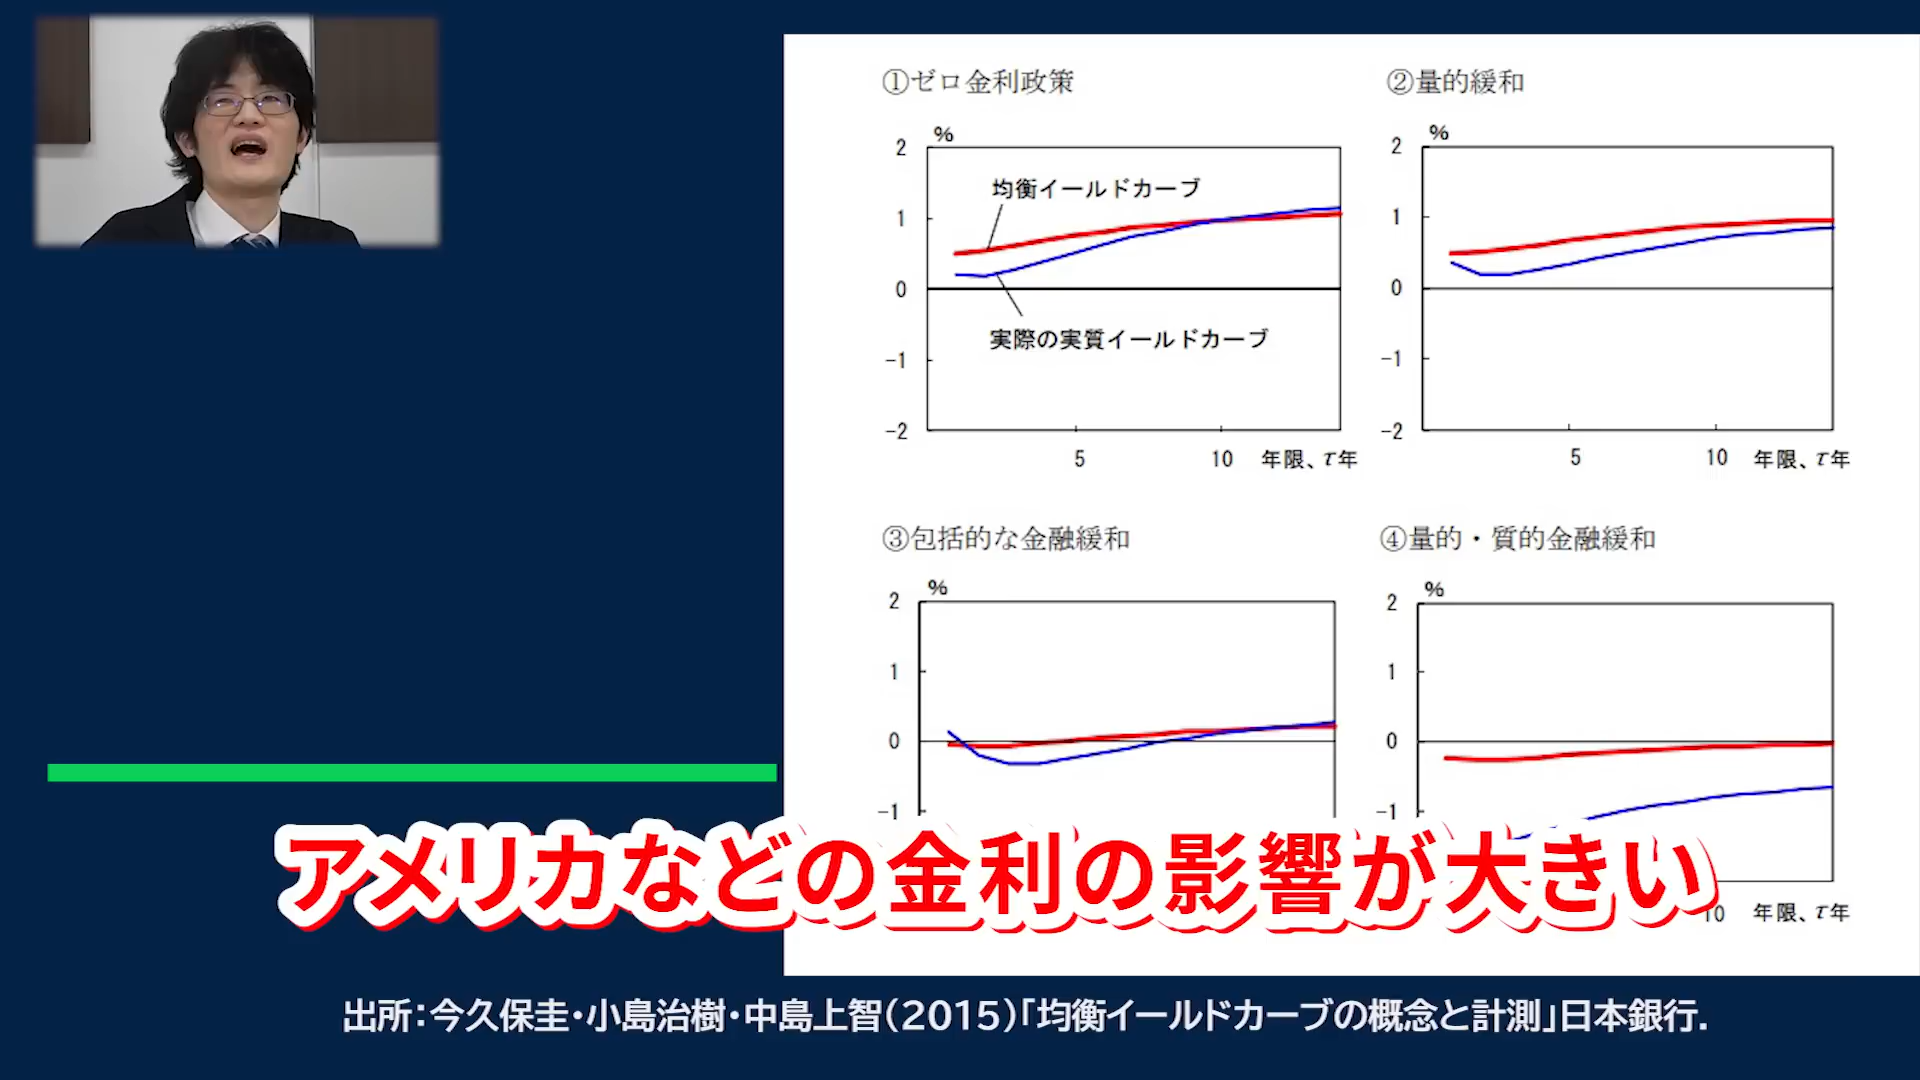 ①ゼロ金利政策
%
2
1
0
-1
-2
均衡イールドカーブ
実際の実質イールドカーブ
5 10 年限、τ年
②量的緩和
%
2
1
0
-1
-2
5 10 年限、τ年
③包括的な金融緩和
%
2
1
0
-1
④量的・質的金融緩和
%
2
1
0
-1
10 年限、τ年
アメリカなどの金利の影響が大きい
出所：今久保圭・小島治樹・中島上智（2015）「均衡イールドカーブの概念と計測」日本銀行.